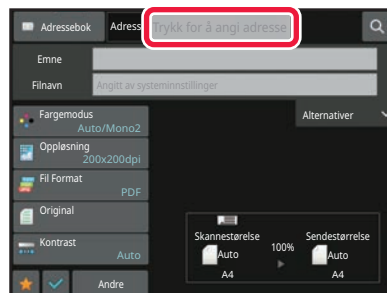 Adressebok
Adress
Trykk for å angi adresse
Emne
Filnavn
Angitt av systeminnstillinger
Fargemodus
Auto/Mono2
Alternativer
Oppløsning
200x200dpi
Fil Format
PDF
Original
Kontrast
Auto
Skannestørelse
100%
Sendestørrelse
Auto
Auto
A4
A4
Andre